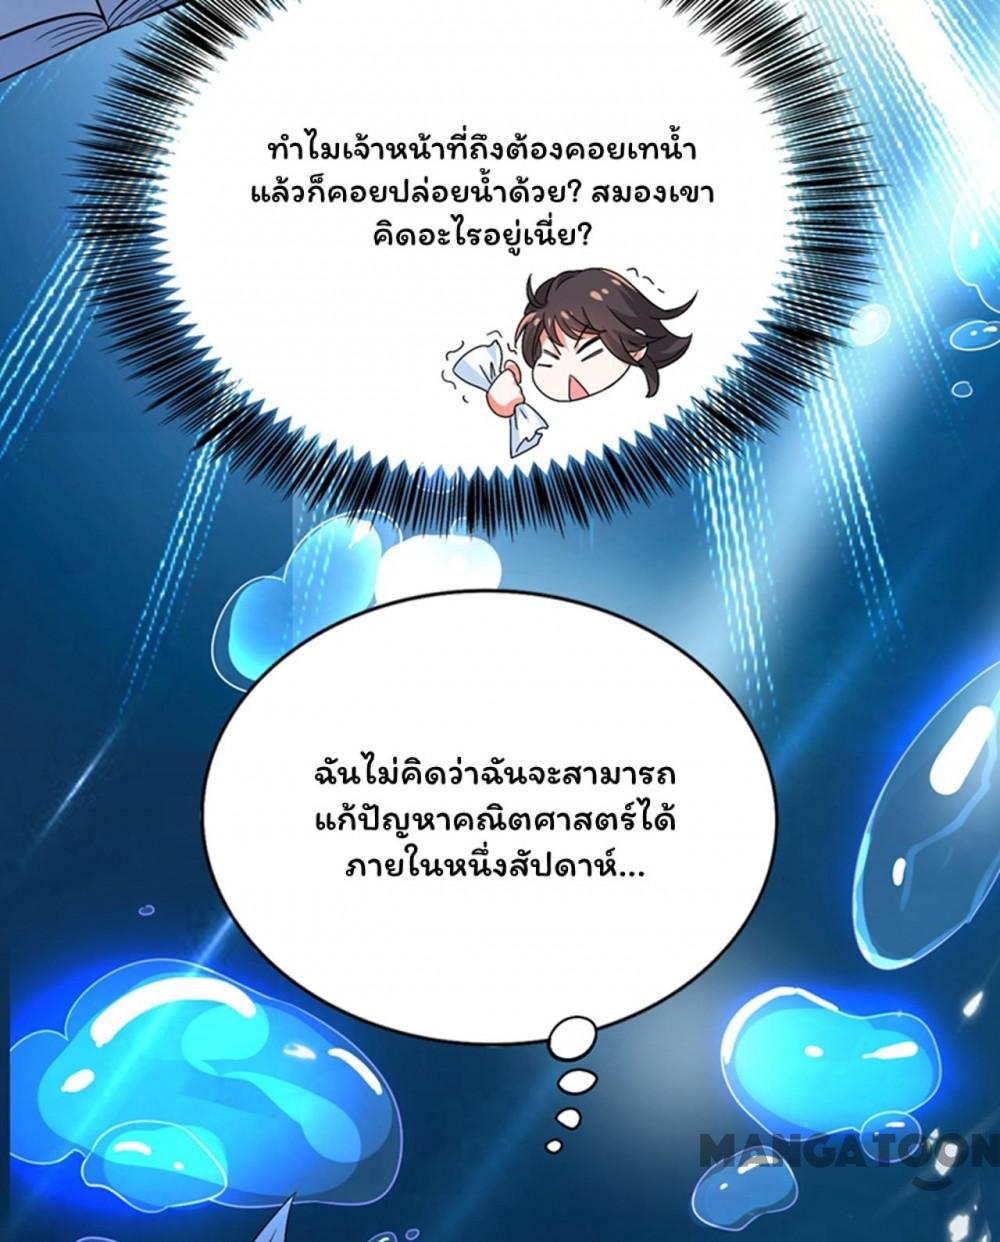 ทำไมเจ้าหน้าที่ถึงต้องคอยเทน้ำ
แล้วก็คอยปล่อยน้ำด้วย? สมองเขา
คิดอะไรอยู่เนี่ย?
ฉันไม่คิดว่าฉันจะสามารถ
แก้ปัญหาคณิตศาสตร์ได้
ภายในหนึ่งสัปดาห์...
MANGATOON